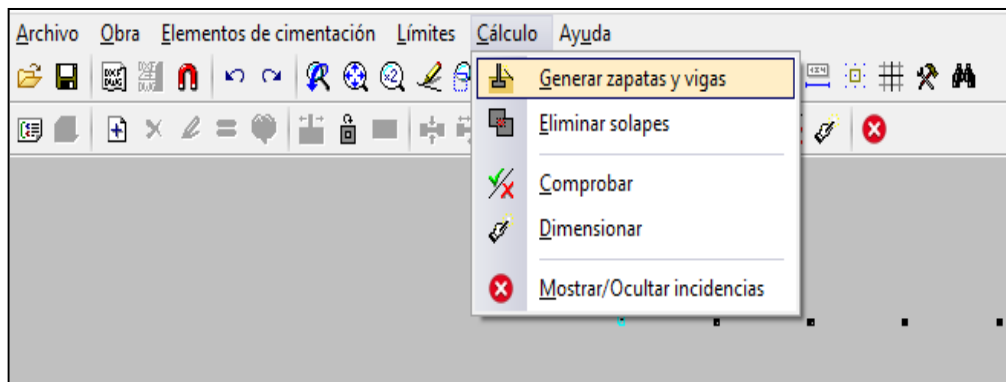 Archivo Obra Elementos de cimentación Límites Cálculo Ayuda
Generar zapatas y vigas
Eliminar solapes
Comprobar
Dimensionar
Mostrar/Ocultar incidencias